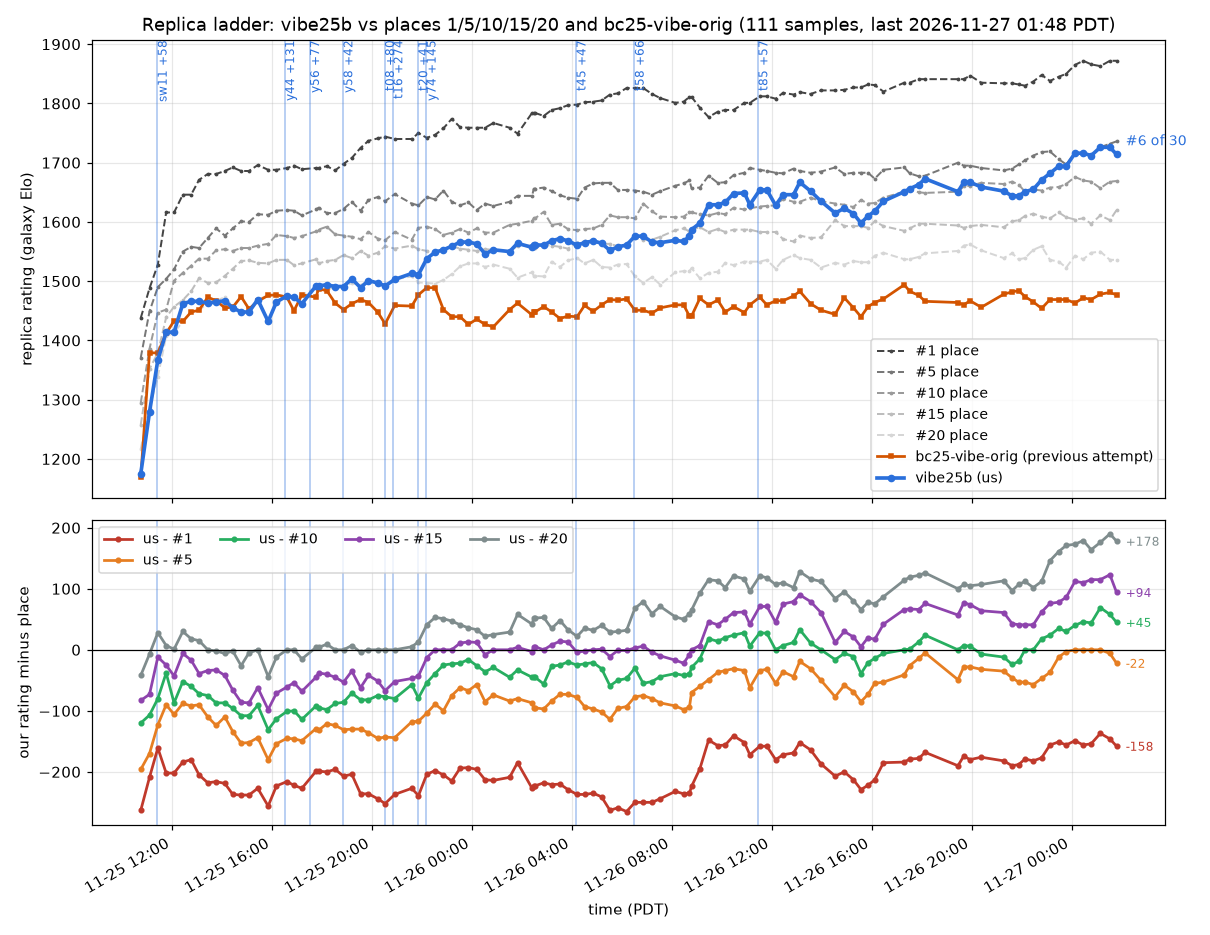 Replica ladder: vibe25b vs places 1/5/10/15/20 and bc25-vibe-orig (111 samples, last 2026-11-27 01:48 PDT)
replica rating (galaxy Elo)
1900
1800
1700
1600
1500
1400
1300
1200
sw11 +58
y44 +131
y56 +77
y58 +42
t08 +80
t16 +274
t20 +41
y74 +145
t45 +47
t58 +66
t85 +57
#6 of 30
#1 place
#5 place
#10 place
#15 place
#20 place
bc25-vibe-orig (previous attempt)
vibe25b (us)
our rating minus place
200
100
0
−100
−200
us - #1
us - #5
us - #10
us - #15
us - #20
+178
+94
+45
-22
-158
11-25 12:00
11-25 16:00
11-25 20:00
11-26 00:00
11-26 04:00
11-26 08:00
11-26 12:00
11-26 16:00
11-26 20:00
11-27 00:00
time (PDT)